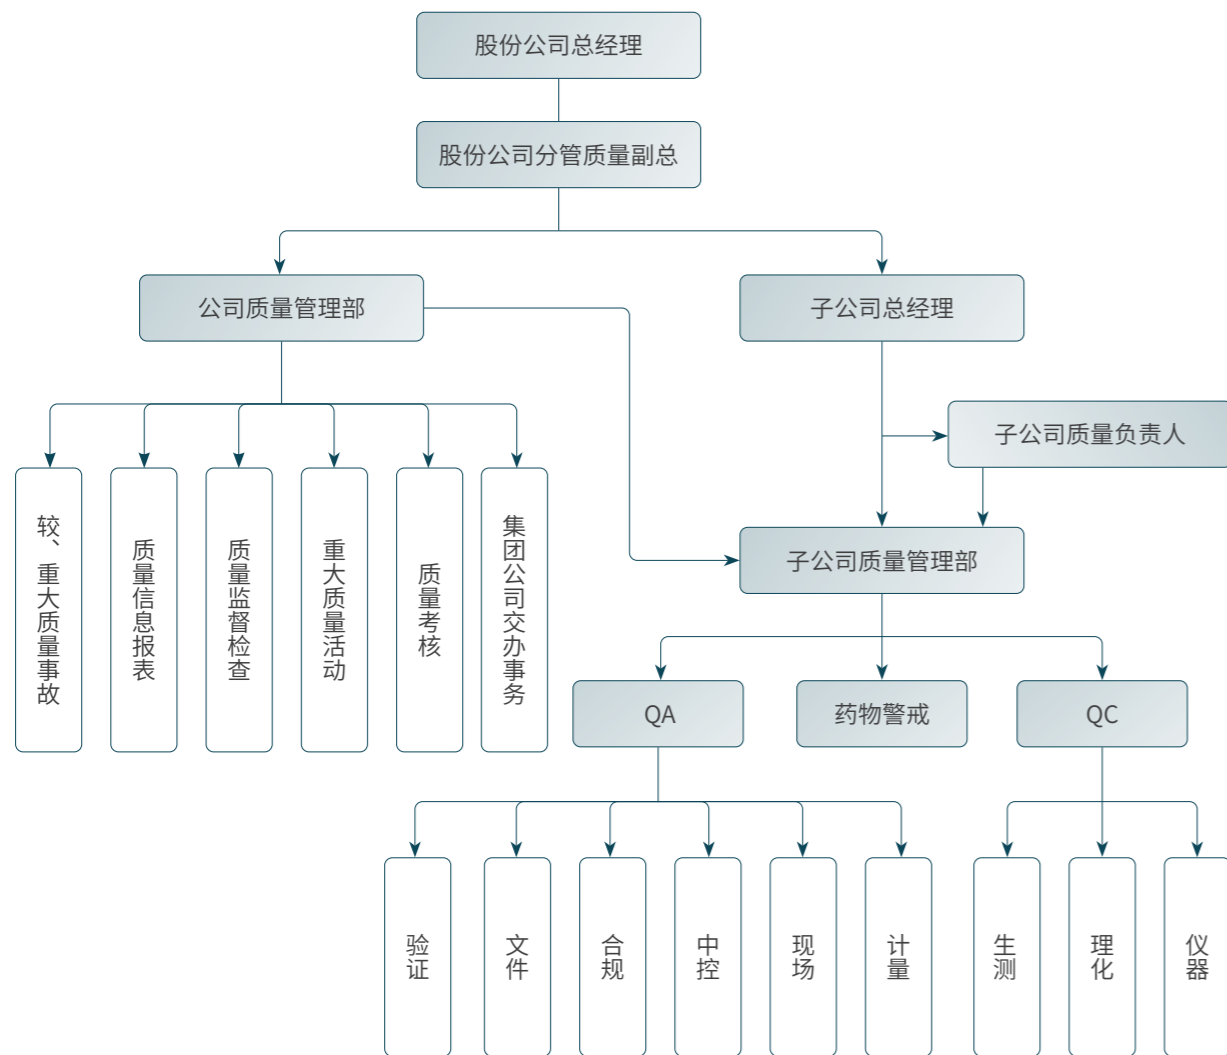 股份公司总经理
股份公司分管质量副总
公司质量管理部
子公司总经理
子公司质量负责人
较、重大质量事故
质量信息报表
质量监督检查
重大质量活动
质量考核
集团公司交办事务
子公司质量管理部
QA
药物警戒
QC
验证
文件
合规
中控
现场
计量
生测
理化
仪器